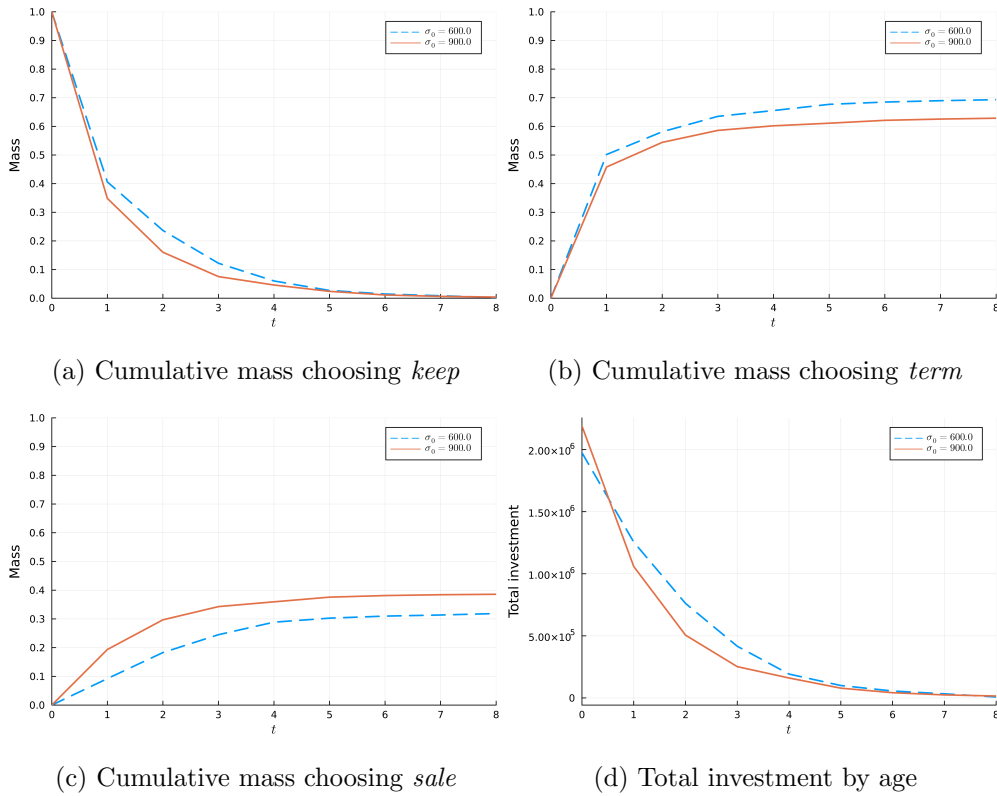 1.0
0.9
0.8
0.7
0.6
0.5
0.4
0.3
0.2
0.1
0.0
Mass
0 1 2 3 4 5 6 7 8
t
σ₀ = 600.0
σ₀ = 900.0
(a) Cumulative mass choosing keep
1.0
0.9
0.8
0.7
0.6
0.5
0.4
0.3
0.2
0.1
0.0
Mass
0 1 2 3 4 5 6 7 8
t
σ₀ = 600.0
σ₀ = 900.0
(b) Cumulative mass choosing term
1.0
0.9
0.8
0.7
0.6
0.5
0.4
0.3
0.2
0.1
0.0
Mass
0 1 2 3 4 5 6 7 8
t
σ₀ = 600.0
σ₀ = 900.0
(c) Cumulative mass choosing sale
2.00×10⁶
1.50×10⁶
1.00×10⁶
5.00×10⁵
0
Total investment
0 1 2 3 4 5 6 7 8
t
σ₀ = 600.0
σ₀ = 900.0
(d) Total investment by age